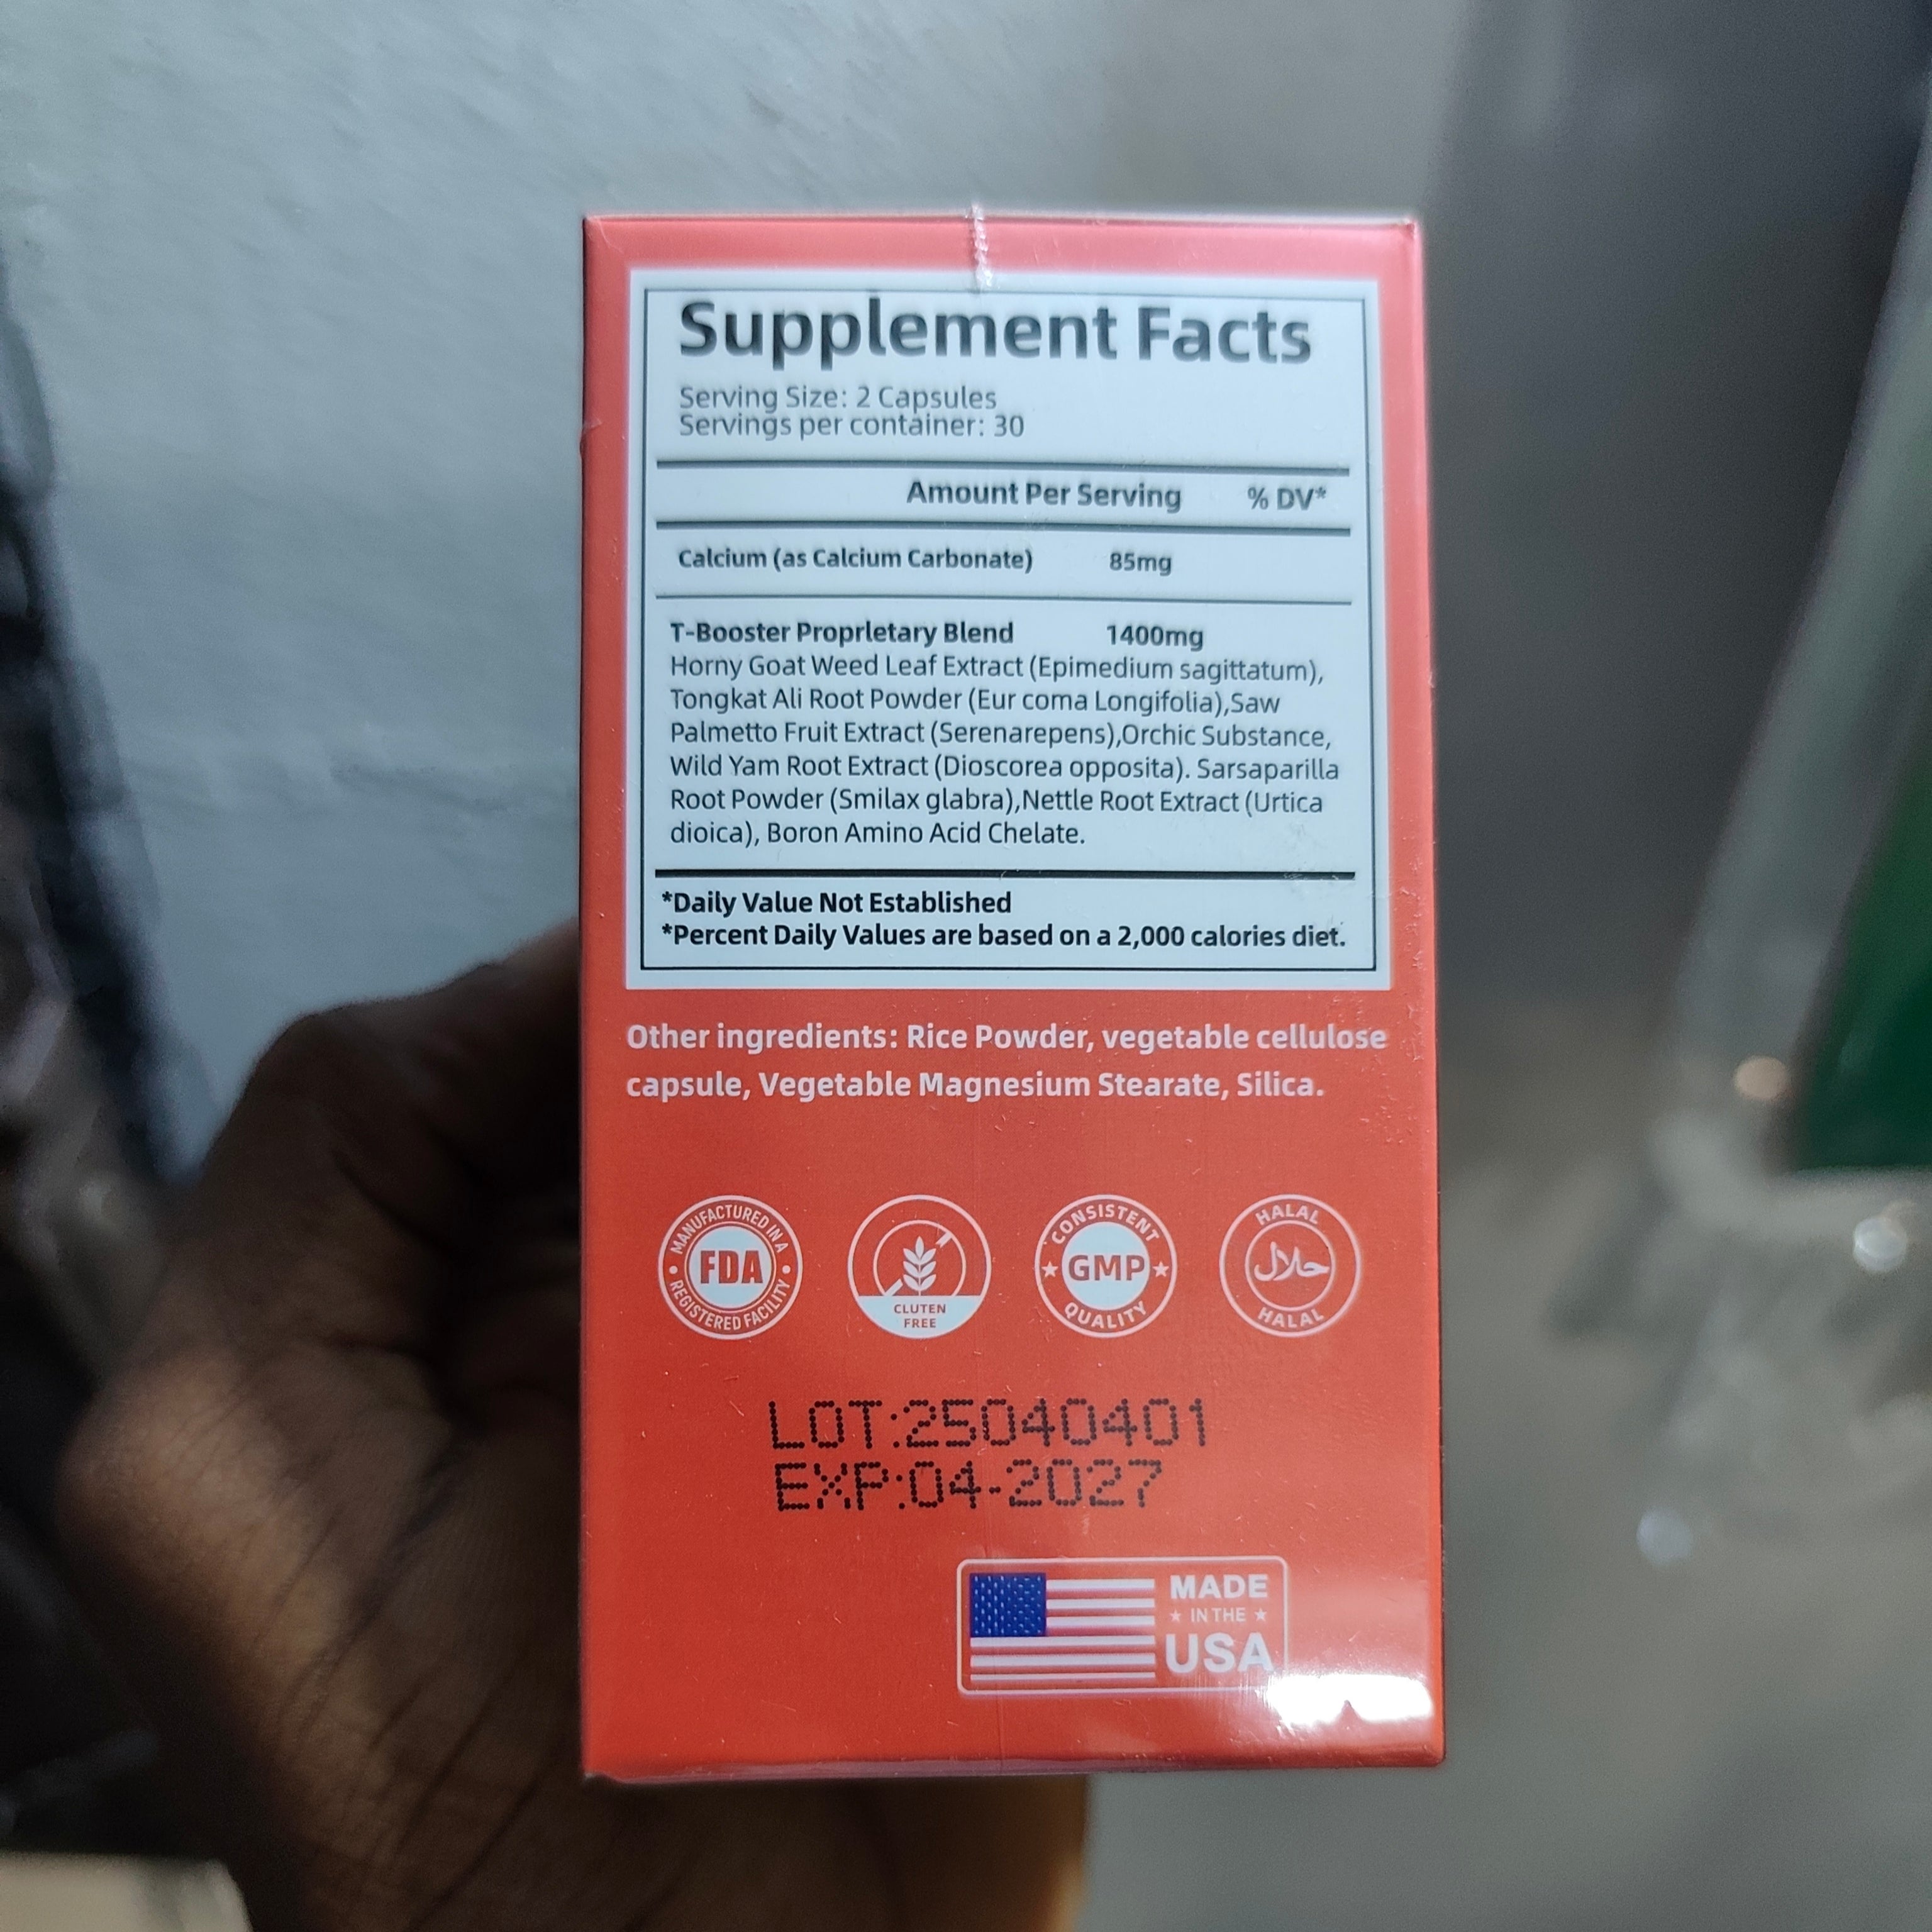 Supplement Facts
Serving Size: 2 Capsules
Servings per container: 30
Amount Per Serving % DV*
Calcium (as Calcium Carbonate) 85mg
T-Booster Proprletary Blend 1400mg
Horny Goat Weed Leaf Extract (Epimedium sagittatum),
Tongkat Ali Root Powder (Eur coma Longifolia),Saw
Palmetto Fruit Extract (Serenarepens),Orchic Substance,
Wild Yam Root Extract (Dioscorea opposita). Sarsaparilla
Root Powder (Smilax glabra),Nettle Root Extract (Urtica
dioica), Boron Amino Acid Chelate.
*Daily Value Not Established
*Percent Daily Values are based on a 2,000 calories diet.
Other ingredients: Rice Powder, vegetable cellulose
capsule, Vegetable Magnesium Stearate, Silica.
MANUFACTURED IN A
FDA
REGISTERED FACILITY
CLUTEN
FREE
CONSISTENT
GMP
QUALITY
HALAL
حلال
HALAL
LOT:25040401
EXP:04-2027
MADE
IN THE
USA